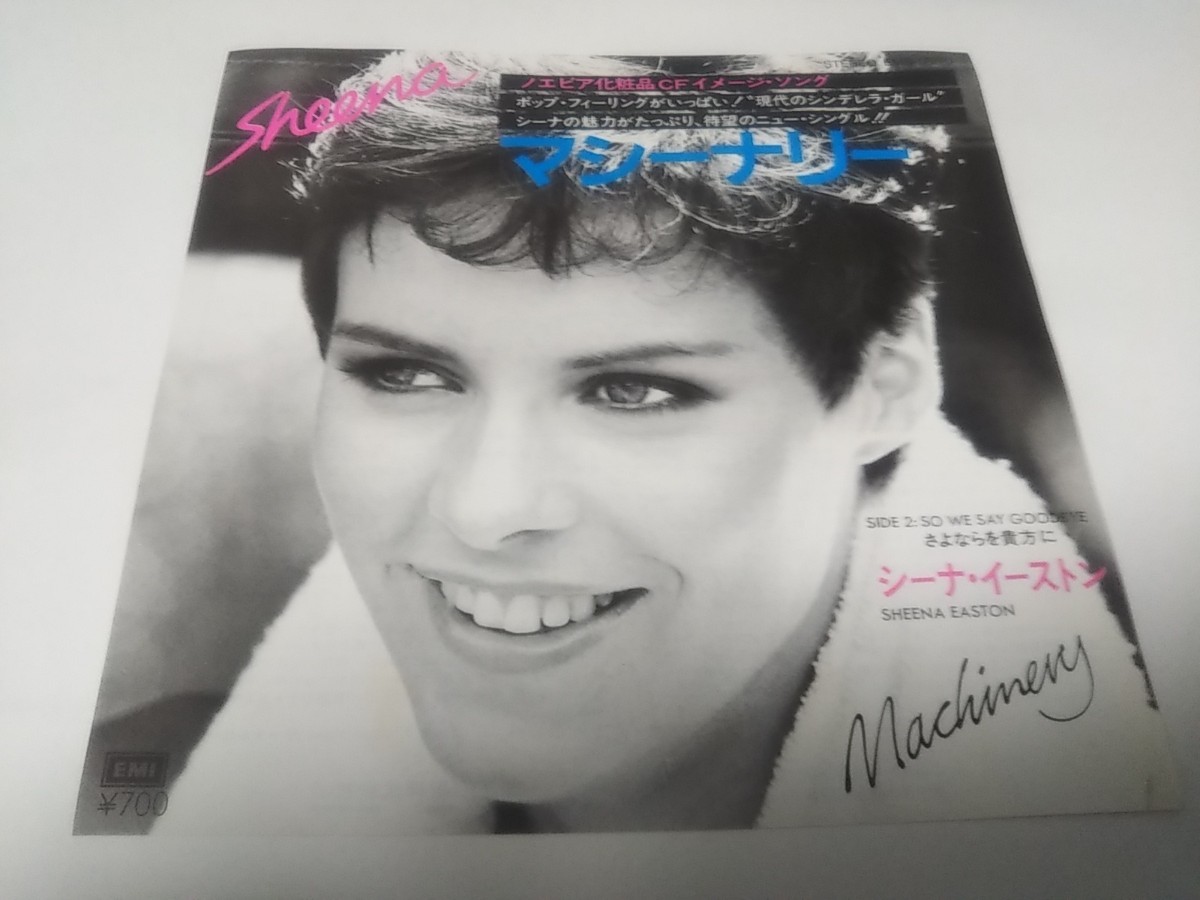 Sheena
STEREO
ノエビア化粧品CFイメージ・ソング
ポップ・フィーリングがいっぱい!"現代のシンデレラ・ガール"
シーナの魅力がたっぷり、待望のニュー・シングル!!
マシーナリー
SIDE 2: SO WE SAY GOODBYE
さよならを貴方に
シーナ・イーストン
SHEENA EASTON
Machinery
EMI
¥700